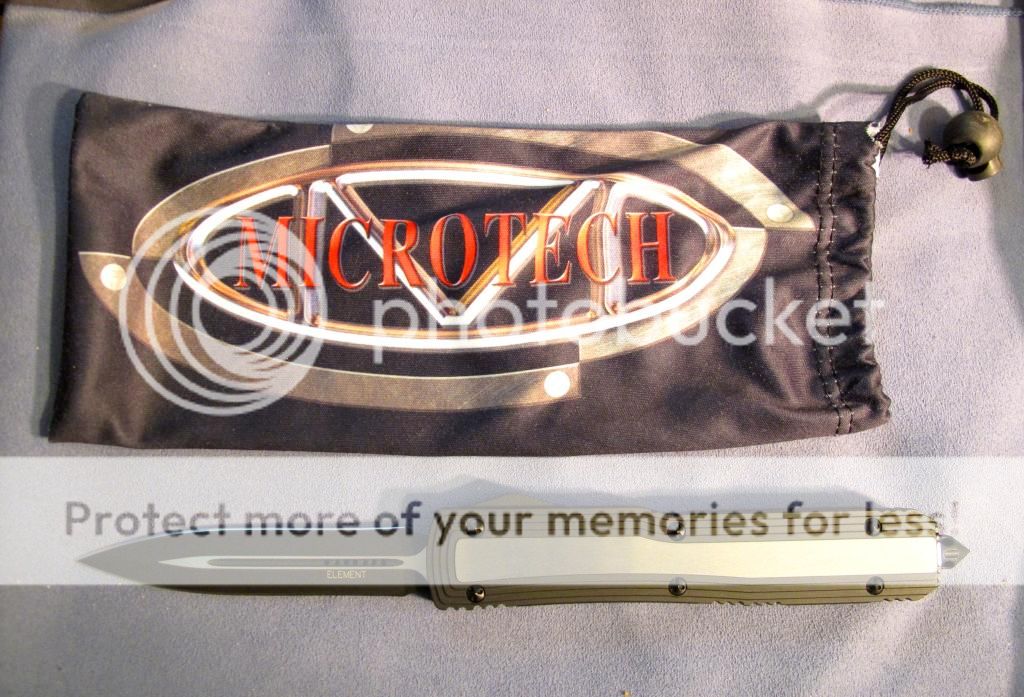 MICROTECH
photobucket
Protect more of your memories for less!
ELEMENT